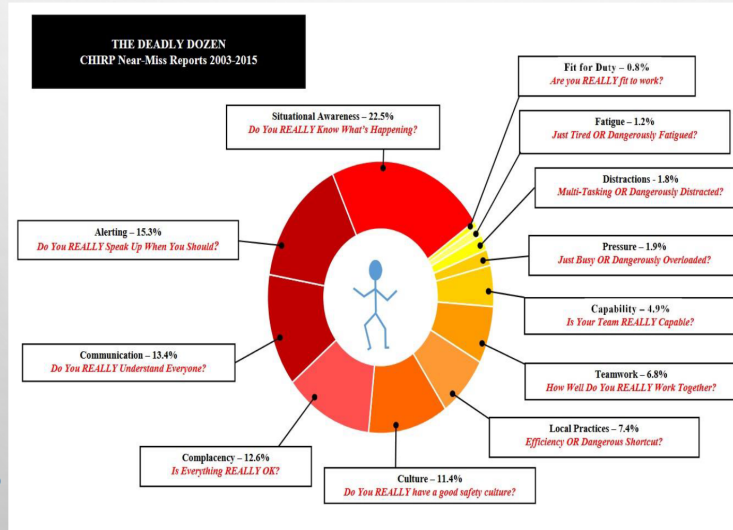 THE DEADLY DOZEN
CHIRP Near-Miss Reports 2003-2015
Fit for Duty – 0.8%
Are you REALLY fit to work?
Situational Awareness – 22.5%
Do You REALLY Know What's Happening?
Fatigue – 1.2%
Just Tired OR Dangerously Fatigued?
Distractions - 1.8%
Multi-Tasking OR Dangerously Distracted?
Alerting – 15.3%
Do You REALLY Speak Up When You Should?
Pressure – 1.9%
Just Busy OR Dangerously Overloaded?
Capability – 4.9%
Is Your Team REALLY Capable?
Communication – 13.4%
Do You REALLY Understand Everyone?
Teamwork – 6.8%
How Well Do You REALLY Work Together?
Local Practices – 7.4%
Efficiency OR Dangerous Shortcut?
Complacency – 12.6%
Is Everything REALLY OK?
Culture – 11.4%
Do You REALLY have a good safety culture?